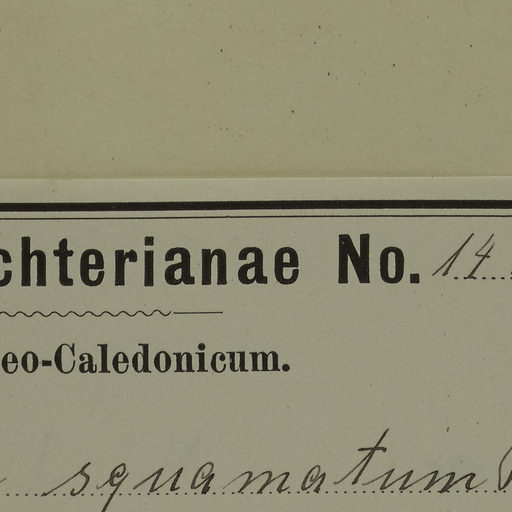 chterianae No. 14
eo-Caledonicum.
squamatum